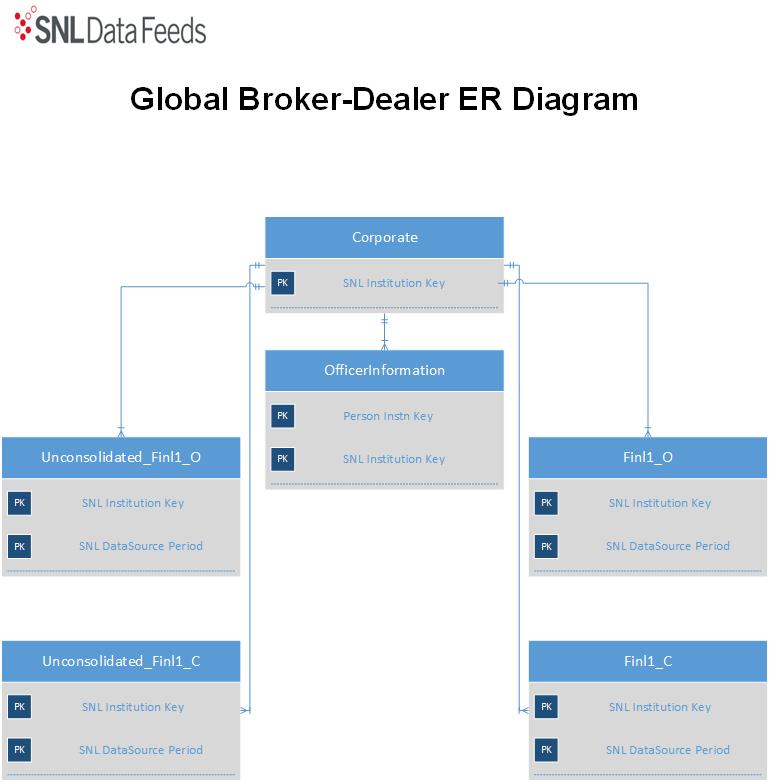 SNL Data Feeds
Global Broker-Dealer ER Diagram
Corporate
PK SNL Institution Key
OfficerInformation
PK Person Instn Key
PK SNL Institution Key
Unconsolidated_Finl1_O
PK SNL Institution Key
PK SNL DataSource Period
Finl1_O
PK SNL Institution Key
PK SNL DataSource Period
Unconsolidated_Finl1_C
PK SNL Institution Key
PK SNL DataSource Period
Finl1_C
PK SNL Institution Key
PK SNL DataSource Period